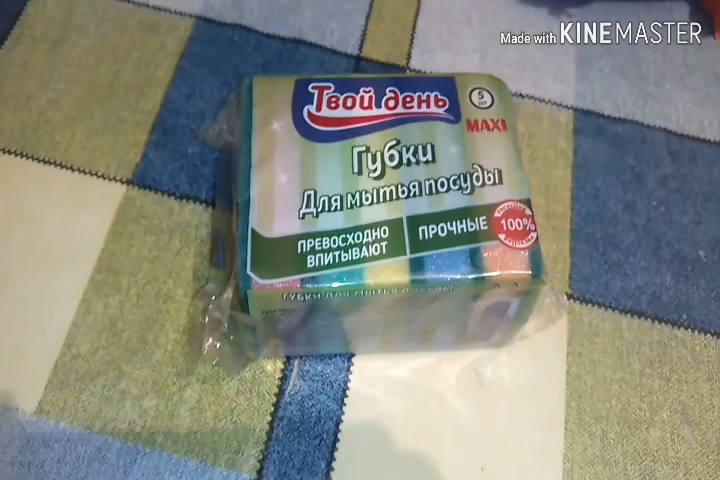 Made with KINEMASTER
Твой день
5
ШТ
MAXI
Губки
Для мытья посуды
ПРЕВОСХОДНО
ВПИТЫВАЮТ
ПРОЧНЫЕ
100%
ГУБКИ ДЛЯ МЫТЬЯ ПОСУДЫ